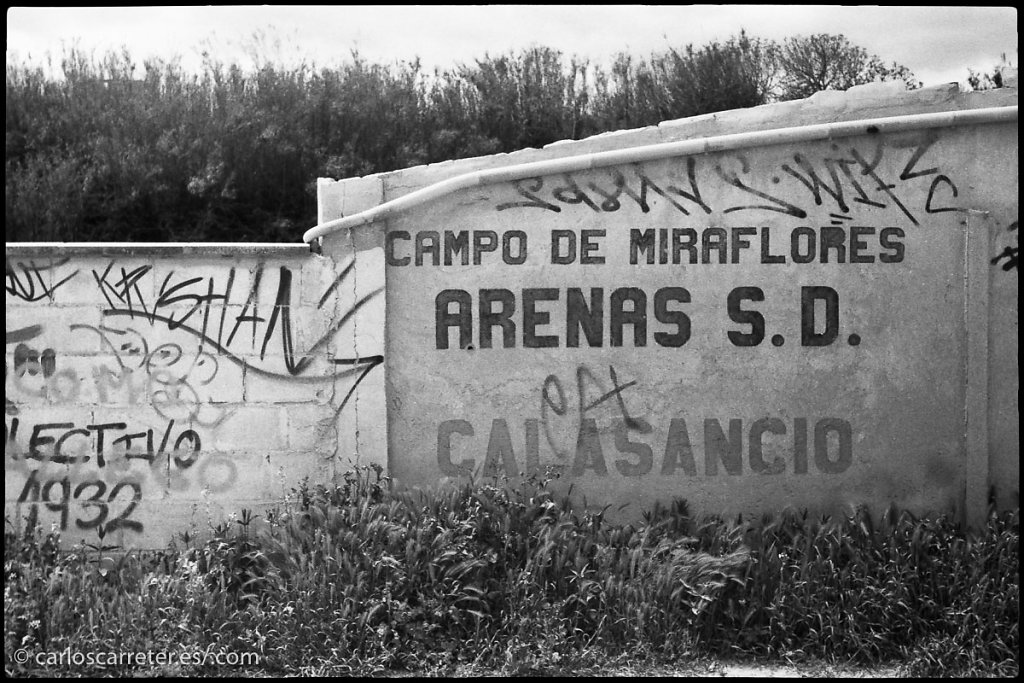 CAMPO DE MIRAFLORES
ARENAS S.D.
CALASANCIO
LECTIVO
1932
© carloscarreter.es/.com